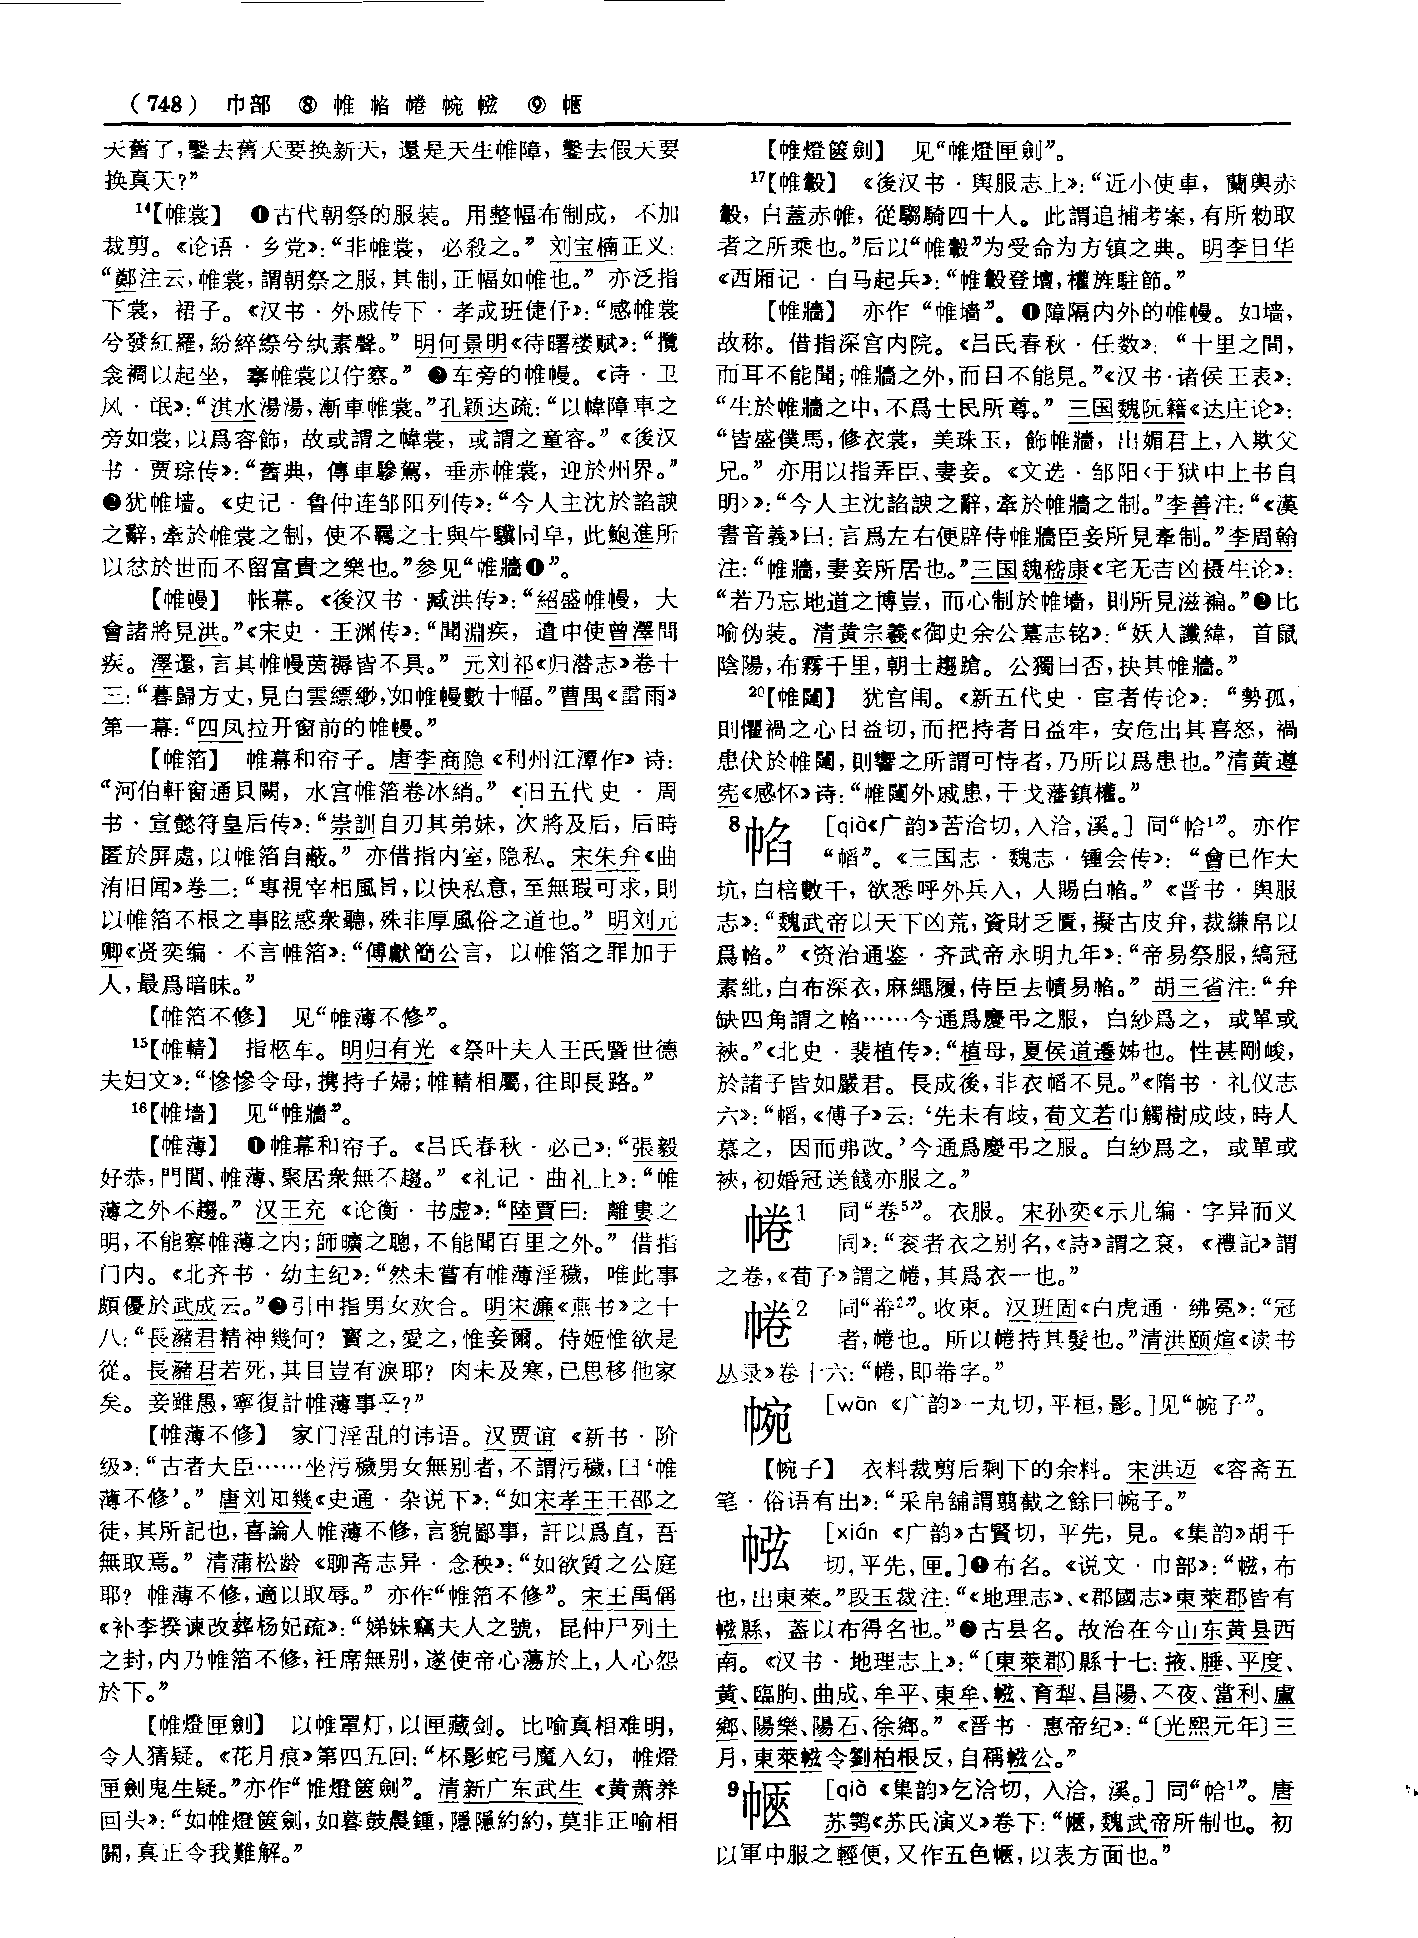 （748） 巾部 ⑧ 帷 帢 帣 帵 㡉 ⑨ 㡊
天舊了，鑿去舊天要换新天，還是天生帷障，鑿去假天要
换真天？”
14【帷裳】 ❶古代朝祭的服装。用整幅布制成，不加
裁剪。《论语·乡党》：“非帷裳，必殺之。”刘宝楠正义：
“鄭注云，帷裳，謂朝祭之服，其制，正幅如帷也。”亦泛指
下裳，裙子。《汉书·外戚传下·孝成班倢伃》：“感帷裳
兮發紅羅，紛綷縩兮紈素聲。”明何景明《待曙楼赋》：“攬
衾裯以起坐，搴帷裳以佇察。”❷车旁的帷幔。《诗·卫
风·氓》：“淇水湯湯，漸車帷裳。”孔颖达疏：“以幃障車之
旁如裳，以爲容飾，故或謂之幃裳，或謂之童容。”《後汉
书·贾琮传》：“舊典，傳車驂駕，垂赤帷裳，迎於州界。”
❸犹帷墙。《史记·鲁仲连邹阳列传》：“今人主沈於諂諛
之辭，牽於帷裳之制，使不羈之士與牛驥同皁，此鮑焦所
以忿於世而不留富貴之樂也。”参见“帷牆❶”。
【帷幔】 帐幕。《後汉书·臧洪传》：“紹盛帷幔，大
會諸將見洪。”《宋史·王渊传》：“聞淵疾，遣中使曾澤問
疾。澤還，言其帷幔茵褥皆不具。”元刘祁《归潜志》卷十
三：“暮歸方丈，見白雲縹緲，如帷幔數十幅。”曹禺《雷雨》
第一幕：“四凤拉开窗前的帷幔。”
【帷箔】 帷幕和帘子。唐李商隐《利州江潭作》诗：
“河伯軒窗通貝闕，水宫帷箔卷冰綃。”《旧五代史·周
书·宣懿符皇后传》：“崇訓自刃其弟妹，次將及后，后時
匿於屏處，以帷箔自蔽。”亦借指内室，隐私。宋朱弁《曲
洧旧闻》卷二：“專視宰相風旨，以快私意，至無瑕可求，則
以帷箔不根之事眩惑衆聽，殊非厚風俗之道也。”明刘元
卿《贤奕编·不言帷箔》：“傅獻簡公言，以帷箔之罪加于
人，最爲暗昧。”
【帷箔不修】 见“帷薄不修”。
15【帷輤】 指柩车。明归有光《祭叶夫人王氏暨世德
夫妇文》：“慘慘令母，携持子婦；帷輤相屬，往即長路。”
16【帷墙】 见“帷牆”。
【帷薄】 ❶帷幕和帘子。《吕氏春秋·必己》：“張毅
好恭，門閭、帷薄、聚居衆無不趨。”《礼记·曲礼上》：“帷
薄之外不趨。”汉王充《论衡·书虚》：“陸賈曰：離婁之
明，不能察帷薄之内；師曠之聰，不能聞百里之外。”借指
门内。《北齐书·幼主纪》：“然未嘗有帷薄淫穢，唯此事
頗優於武成云。”❷引申指男女欢合。明宋濂《燕书》之十
八：“長瀦君精神幾何？寳之，愛之，惟妾爾。侍姬惟欲是
從。長瀦君若死，其目豈有淚耶？肉未及寒，已思移他家
矣。妾雖愚，寧復計帷薄事乎？”
【帷薄不修】 家门淫乱的讳语。汉贾谊《新书·阶
级》：“古者大臣……坐污穢男女無别者，不謂污穢，曰‘帷
薄不修’。”唐刘知幾《史通·杂说下》：“如宋孝王王邵之
徒，其所記也，喜論人帷薄不修，言貌鄙事，訐以爲直，吾
無取焉。”清蒲松龄《聊斋志异·念秧》：“如欲質之公庭
耶？帷薄不修，適以取辱。”亦作“帷箔不修”。宋王禹偁
《补李揆谏改葬杨妃疏》：“娣妹竊夫人之號，昆仲尸列土
之封，内乃帷箔不修，衽席無别，遂使帝心蕩於上，人心怨
於下。”
【帷燈匣劍】 以帷罩灯，以匣藏剑。比喻真相难明，
令人猜疑。《花月痕》第四五回：“杯影蛇弓魔入幻，帷燈
匣劍鬼生疑。”亦作“帷燈篋劍”。清新广东武生《黄萧养
回头》：“如帷燈篋劍，如暮鼓晨鍾，隱隱約約，莫非正喻相
關，真正令我難解。”
【帷燈篋劍】 见“帷燈匣劍”。
17【帷轂】 《後汉书·舆服志上》：“近小使車，蘭輿赤
轂，白蓋赤帷，從騶騎四十人。此謂追捕考案，有所勑取
者之所乘也。”后以“帷轂”为受命为方镇之典。明李日华
《西厢记·白马起兵》：“帷轂登壇，權旌駐節。”
【帷牆】 亦作“帷墙”。❶障隔内外的帷幔。如墙，
故称。借指深宫内院。《吕氏春秋·任数》：“十里之間，
而耳不能聞；帷牆之外，而目不能見。”《汉书·诸侯王表》：
“生於帷牆之中，不爲士民所尊。”三国魏阮籍《达庄论》：
“皆盛僕馬，修衣裳，美珠玉，飾帷牆，出媚君上，入欺父
兄。”亦用以指弄臣、妻妾。《文选·邹阳〈于狱中上书自
明〉》：“今人主沈諂諛之辭，牽於帷牆之制。”李善注：“《漢
書音義》曰：言爲左右便辟侍帷牆臣妾所見牽制。”李周翰
注：“帷牆，妻妾所居也。”三国魏嵇康《宅无吉凶摄生论》：
“若乃忘地道之博豈，而心制於帷墙，則所見滋褊。”❷比
喻伪装。清黄宗羲《御史余公墓志铭》：“妖人讖緯，首鼠
陰陽，布霧千里，朝士趨蹌。公獨曰否，抉其帷牆。”
20【帷闥】 犹宫闱。《新五代史·宦者传论》：“勢孤，
則懼禍之心日益切，而把持者日益牢，安危出其喜怒，禍
患伏於帷闥，則嚮之所謂可恃者，乃所以爲患也。”清黄遵
宪《感怀》诗：“帷闥外戚患，干戈藩鎮權。”
8帢 [qià《广韵》苦洽切，入洽，溪。] 同“帢1”。亦作
“㡊”。《三国志·魏志·锺会传》：“會已作大
坑，白棓數千，欲悉呼外兵入，人賜白帢。”《晋书·舆服
志》：“魏武帝以天下凶荒，資財乏匱，擬古皮弁，裁縑帛以
爲帢。”《资治通鉴·齐武帝永明九年》：“帝易祭服，縞冠
素紕，白布深衣，麻繩履，侍臣去幘易帢。”胡三省注：“弁
缺四角謂之帢……今通爲慶弔之服，白紗爲之，或單或
裌。”《北史·裴植传》：“植母，夏侯道遷姊也。性甚剛峻，
於諸子皆如嚴君。長成後，非衣㡊不見。”《隋书·礼仪志
六》：“㡊，《傅子》云：‘先未有歧，荀文若巾觸樹成歧，時人
慕之，因而弗改。’今通爲慶弔之服。白紗爲之，或單或
裌，初婚冠送餞亦服之。”
帣1 同“卷5”。衣服。宋孙奕《示儿编·字异而义
同》：“衮者衣之别名，《詩》謂之衮，《禮記》謂
之卷，《荀子》謂之帣，其爲衣一也。”
帣2 同“帣2”。收束。汉班固《白虎通·绋冕》：“冠
者，帣也。所以帣持其髮也。”清洪颐煊《读书
丛录》卷十六：“帣，即帣字。”
帵 [wān《广韵》一丸切，平桓，影。]见“帵子”。
【帵子】 衣料裁剪后剩下的余料。宋洪迈《容斋五
笔·俗语有出》：“采帛鋪謂翦截之餘曰帵子。”
㡉 [xián《广韵》古賢切，平先，見。《集韵》胡千
切，平先，匣。]❶布名。《说文·巾部》：“㡉，布
也，出東萊。”段玉裁注：“《地理志》、《郡國志》東萊郡皆有
㡉縣，蓋以布得名也。”❷古县名。故治在今山东黄县西
南。《汉书·地理志上》：“〔東萊郡〕縣十七：掖、腄、平度、
黄、臨朐、曲成、牟平、東牟、㡉、育犁、昌陽、不夜、當利、盧
鄉、陽樂、陽石、徐鄉。”《晋书·惠帝纪》：“〔光熙元年〕三
月，東萊㡉令劉柏根反，自稱㡉公。”
9㡊 [qià《集韵》乞洽切，入洽，溪。] 同“帢1”。唐
苏鹗《苏氏演义》卷下：“㡊，魏武帝所制也。初
以軍中服之輕便，又作五色㡊，以表方面也。”